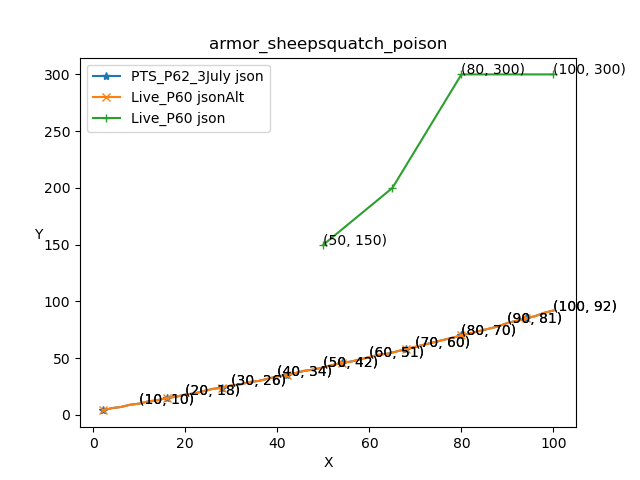 armor_sheepsquatch_poison
PTS_P62_3July json
Live_P60 jsonAlt
Live_P60 json
(80, 300)
(100, 300)
(50, 150)
(100, 92)
(90, 81)
(80, 70)
(70, 60)
(60, 51)
(50, 42)
(40, 34)
(30, 26)
(20, 18)
(10, 10)
Y
300
250
200
150
100
50
0
0 20 40 60 80 100
X